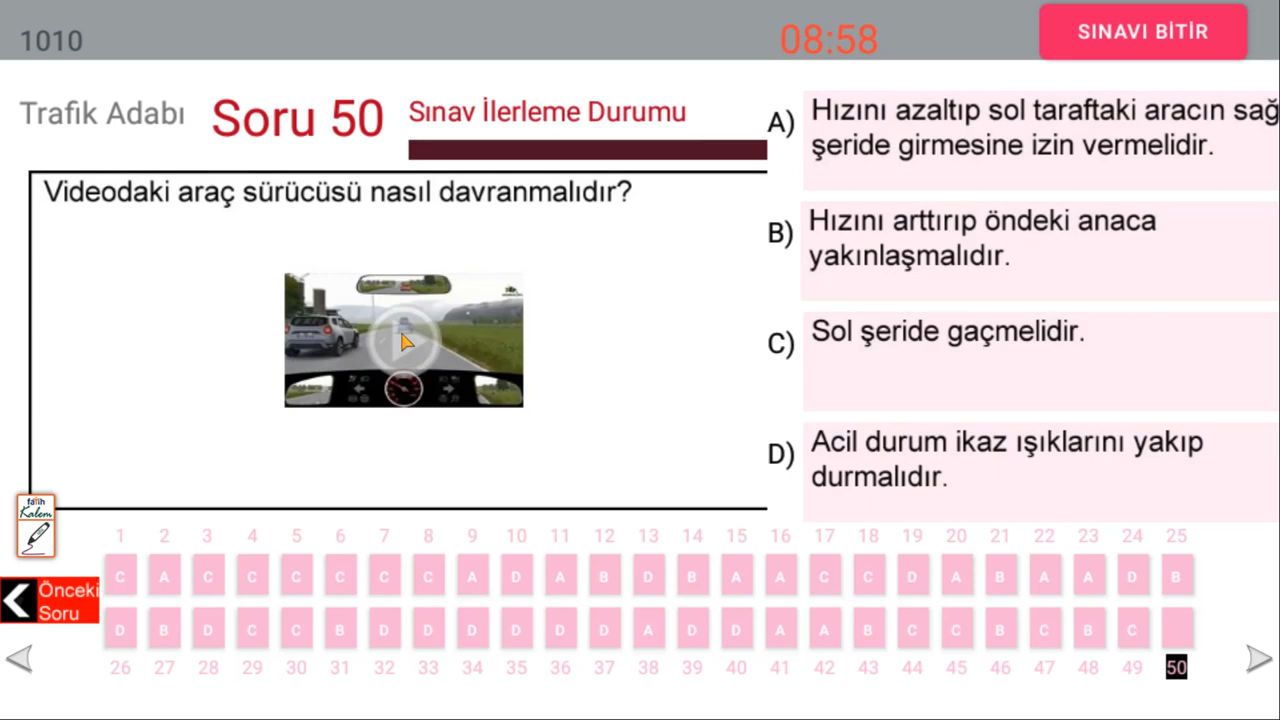 1010
08:58
SINAVI BİTİR
Trafik Adabı
Soru 50
Sınav İlerleme Durumu
Videodaki araç sürücüsü nasıl davranmalıdır?
A) Hızını azaltıp sol taraftaki aracın sağ
şeride girmesine izin vermelidir.
B) Hızını arttırıp öndeki anaca
yakınlaşmalıdır.
C) Sol şeride gaçmelidir.
D) Acil durum ikaz ışıklarını yakıp
durmalıdır.
fatih
Kalem
Önceki
Soru
1 2 3 4 5 6 7 8 9 10 11 12 13 14 15 16 17 18 19 20 21 22 23 24 25
C A C C C C C C A D A B D B A A C C D A B A A D B
D B D C C B D D D D D D A D D A A B C C B C B C
26 27 28 29 30 31 32 33 34 35 36 37 38 39 40 41 42 43 44 45 46 47 48 49 50